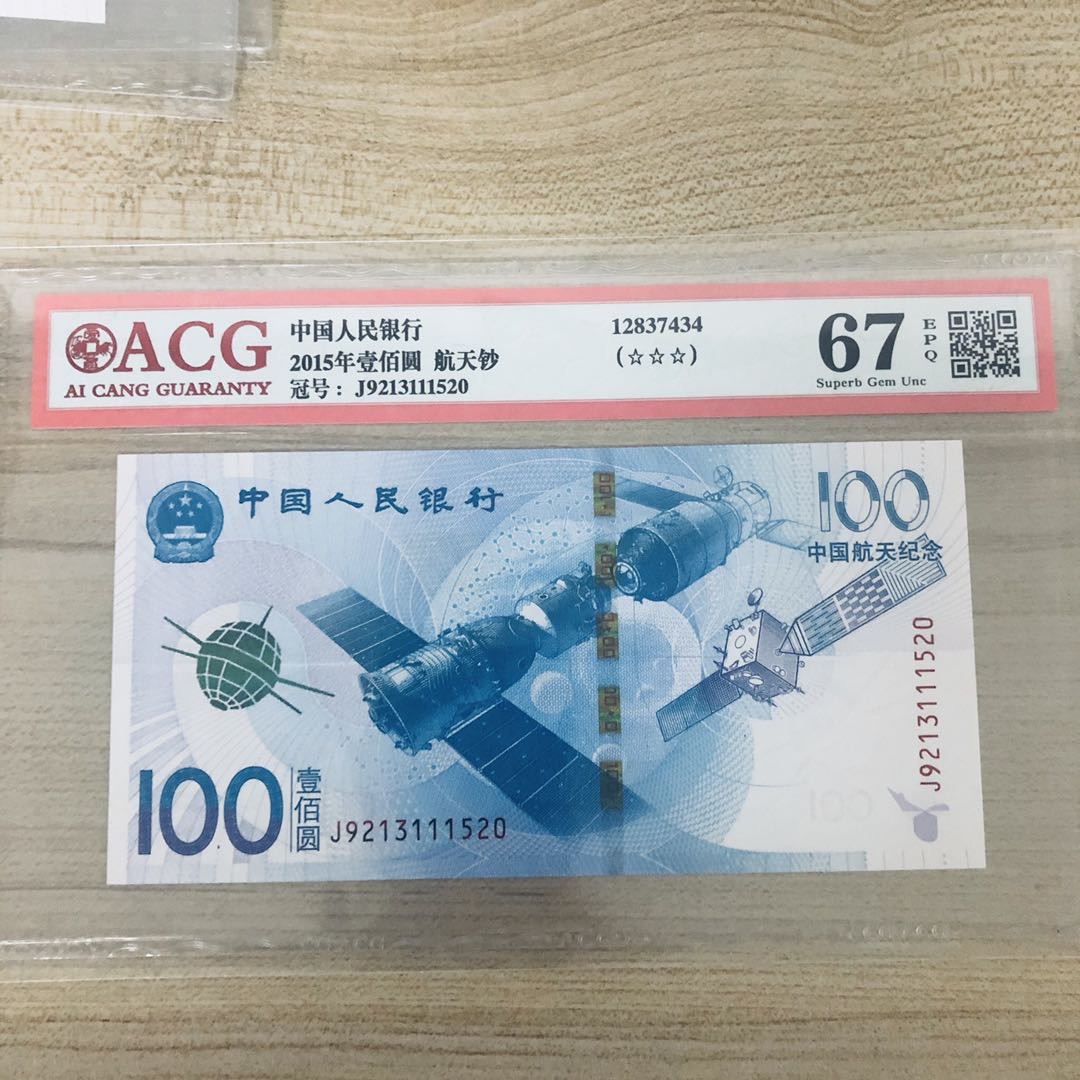 ACG
AI CANG GUARANTY
中国人民银行
2015年壹佰圆 航天钞
冠号：J9213111520
12837434
(☆☆☆)
67
EPQ
Superb Gem Unc
中国人民银行
100
中国航天纪念
J9213111520
100
壹佰圆
J9213111520